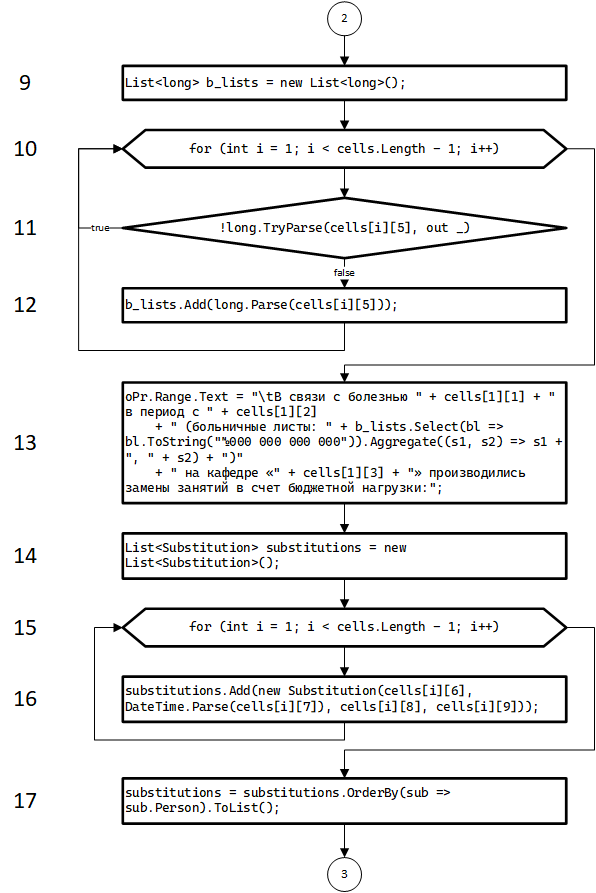 2
9
List<long> b_lists = new List<long>();
10
for (int i = 1; i < cells.Length - 1; i++)
11
!long.TryParse(cells[i][5], out _)
true
false
12
b_lists.Add(long.Parse(cells[i][5]));
13
oPr.Range.Text = "\tВ связи с болезнью " + cells[1][1] + "
в период с " + cells[1][2]
+ " (больничные листы: " + b_lists.Select(bl =>
bl.ToString("№000 000 000 000")).Aggregate((s1, s2) => s1 +
", " + s2) + ")"
+ " на кафедре «" + cells[1][3] + "» производились
замены занятий в счет бюджетной нагрузки:";
14
List<Substitution> substitutions = new
List<Substitution>();
15
for (int i = 1; i < cells.Length - 1; i++)
16
substitutions.Add(new Substitution(cells[i][6],
DateTime.Parse(cells[i][7]), cells[i][8], cells[i][9]));
17
substitutions = substitutions.OrderBy(sub =>
sub.Person).ToList();
3